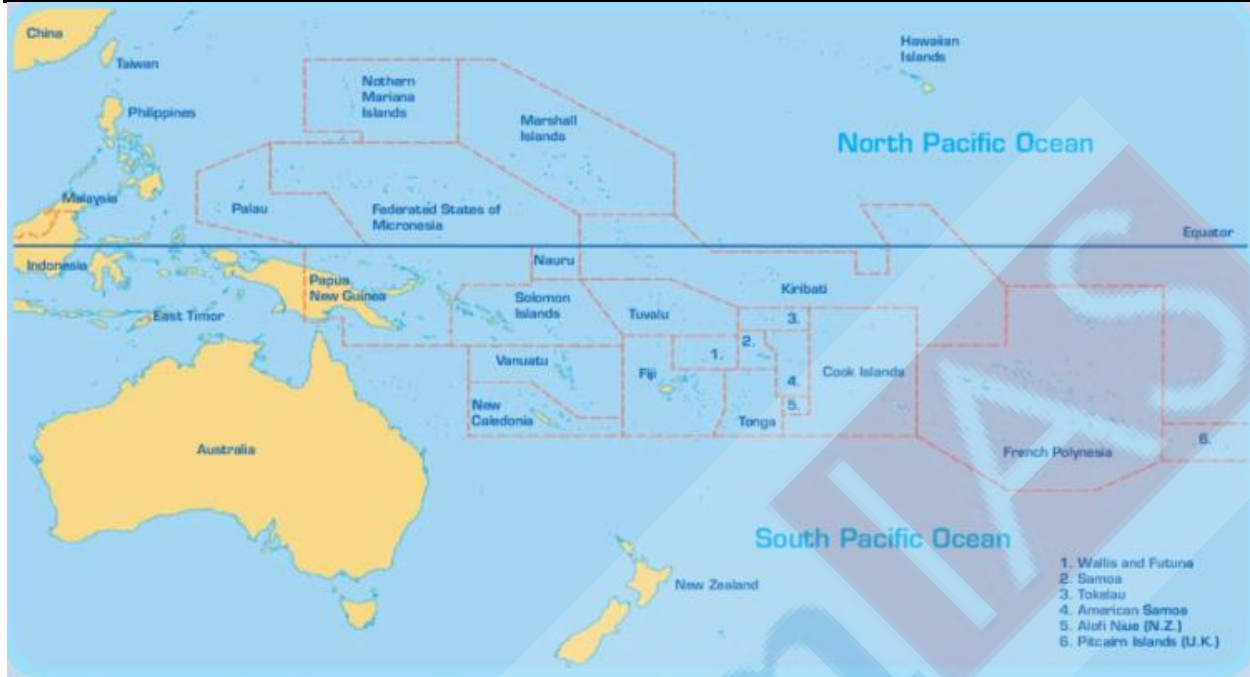 China
Taiwan
Philippines
Malaysia
Indonesia
East Timor
Hawaiian
Islands
Nothern
Mariana
Islands
Marshall
Islands
North Pacific Ocean
Palau
Federated States of
Micronesia
Equator
Nauru
Papua
New Guinea
Solomon
Islands
Kiribati
Tuvalu
3.
2.
1.
Vanuatu
Fiji
4.
Cook Islands
5.
New
Caledonia
Tonga
Australia
French Polynesia
6.
South Pacific Ocean
New Zealand
1. Wallis and Futuna
2. Samoa
3. Tokelau
4. American Samoa
5. Alofi Niue (N.Z.)
6. Pitcairn Islands (U.K.)
IAS